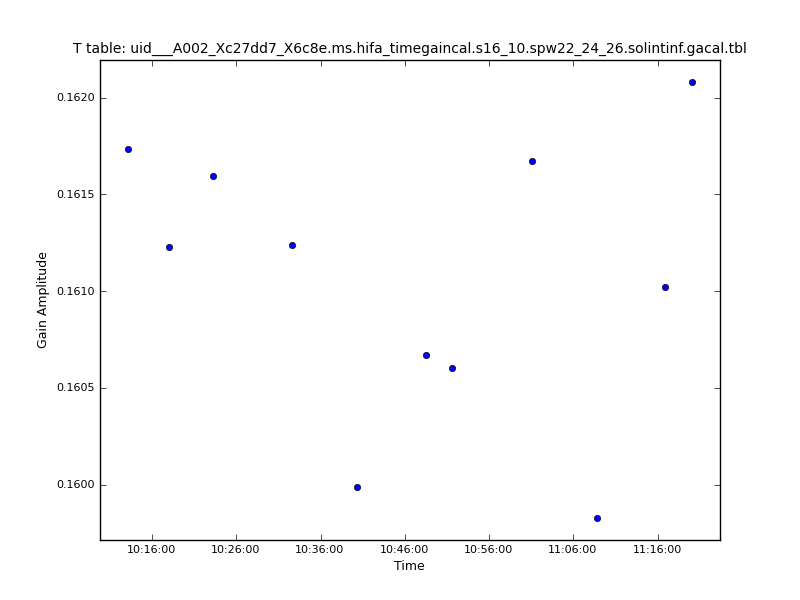 T table: uid___A002_Xc27dd7_X6c8e.ms.hifa_timegaincal.s16_10.spw22_24_26.solintinf.gacal.tbl
0.1620
0.1615
0.1610
0.1605
0.1600
Gain Amplitude
10:16:00 10:26:00 10:36:00 10:46:00 10:56:00 11:06:00 11:16:00
Time